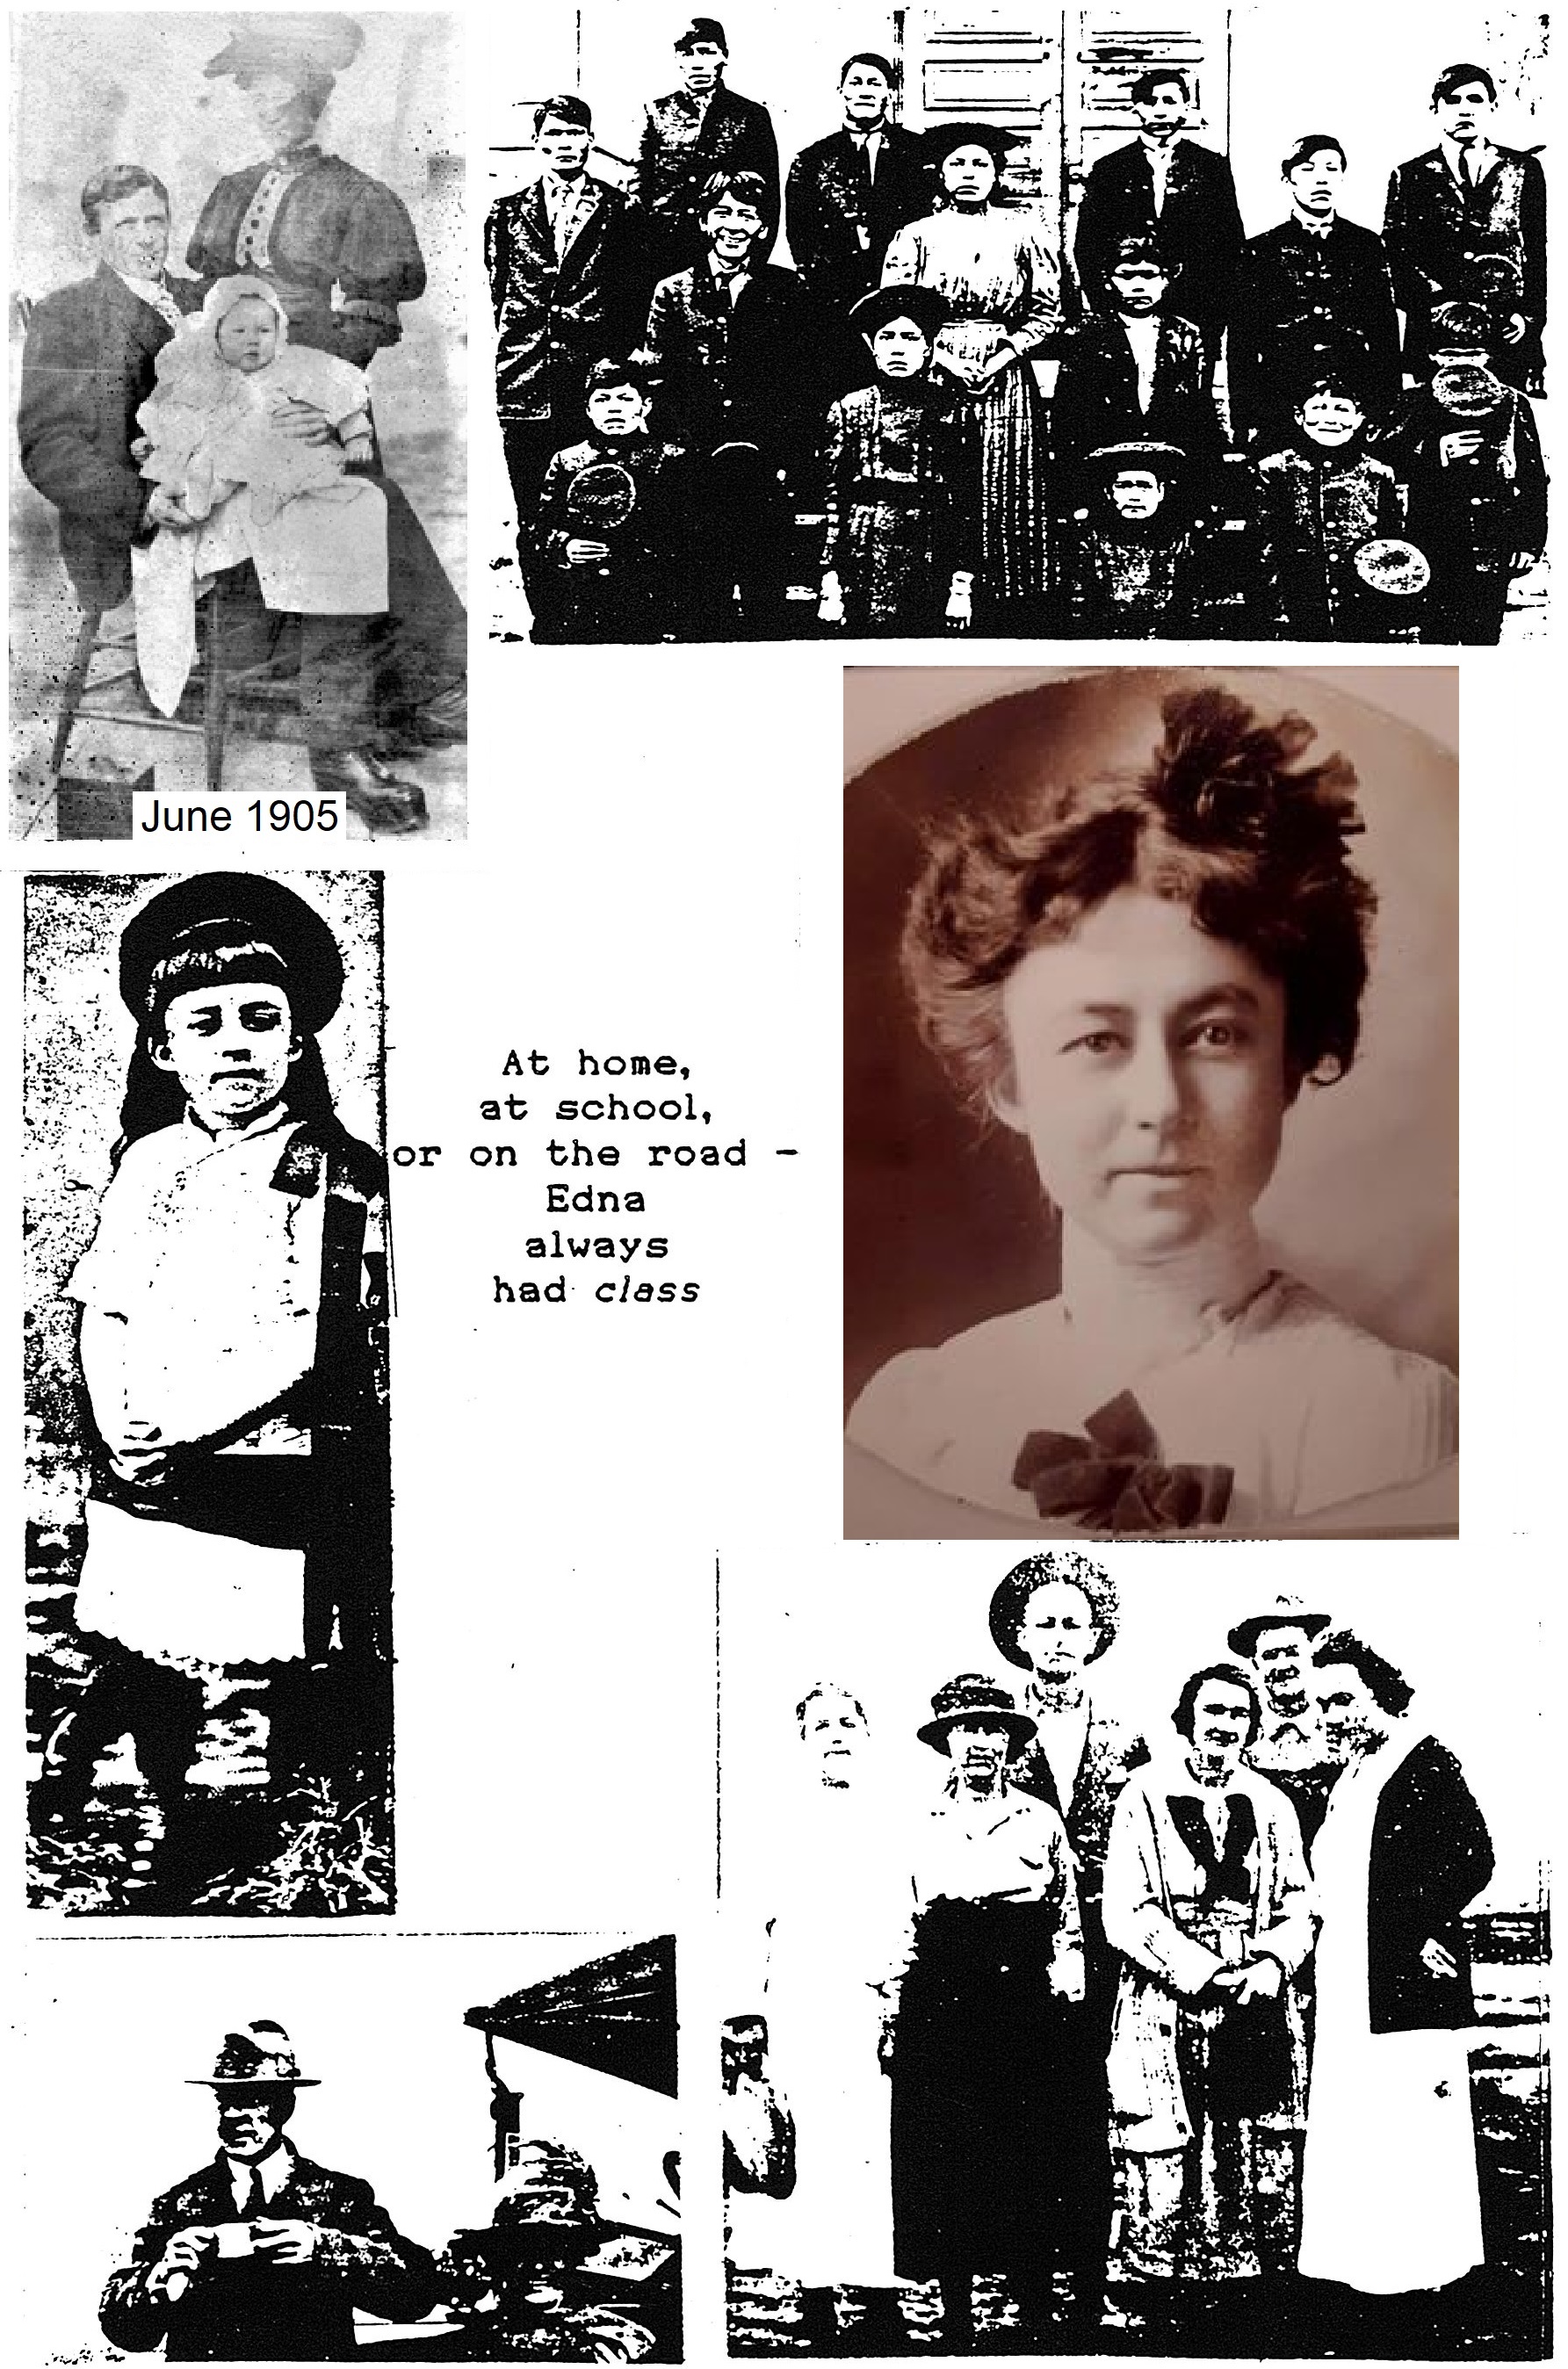 June 1905
At home,
at school,
or on the road -
Edna
always
had class